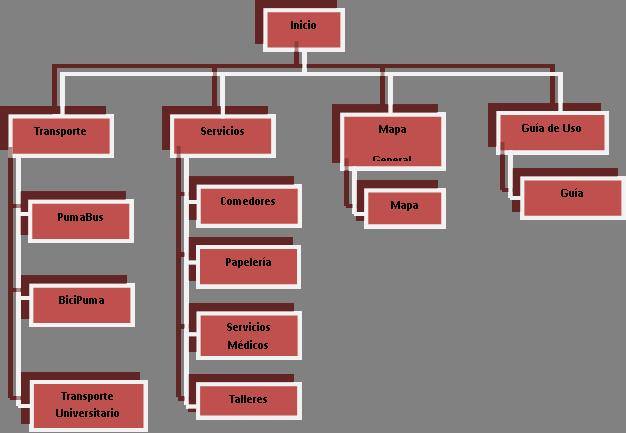 Inicio
Transporte
Servicios
Mapa
General
Guía de Uso
PumaBus
BiciPuma
Transporte
Universitario
Comedores
Papelería
Servicios
Médicos
Talleres
Mapa
Guía